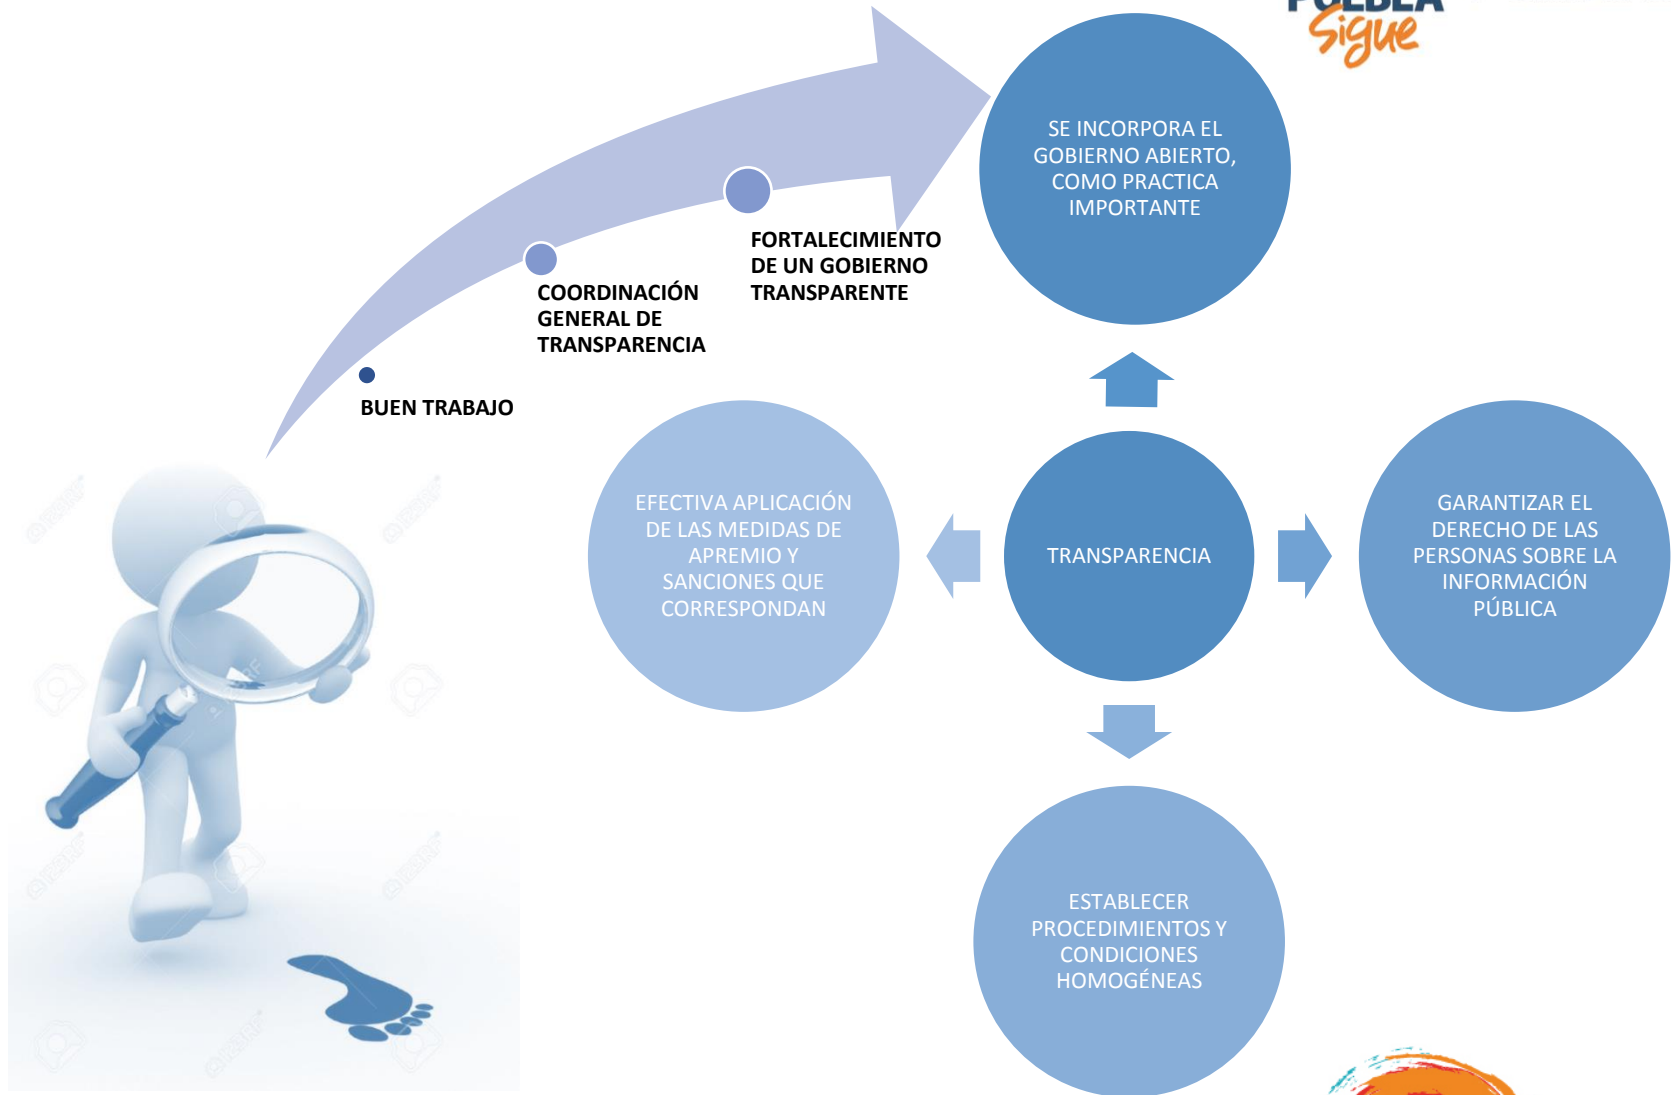 PUEBLA
Sigue
SE INCORPORA EL
GOBIERNO ABIERTO,
COMO PRACTICA
IMPORTANTE
FORTALECIMIENTO
DE UN GOBIERNO
TRANSPARENTE
COORDINACIÓN
GENERAL DE
TRANSPARENCIA
BUEN TRABAJO
EFECTIVA APLICACIÓN
DE LAS MEDIDAS DE
APREMIO Y
SANCIONES QUE
CORRESPONDAN
TRANSPARENCIA
GARANTIZAR EL
DERECHO DE LAS
PERSONAS SOBRE LA
INFORMACIÓN
PÚBLICA
ESTABLECER
PROCEDIMIENTOS Y
CONDICIONES
HOMOGÉNEAS